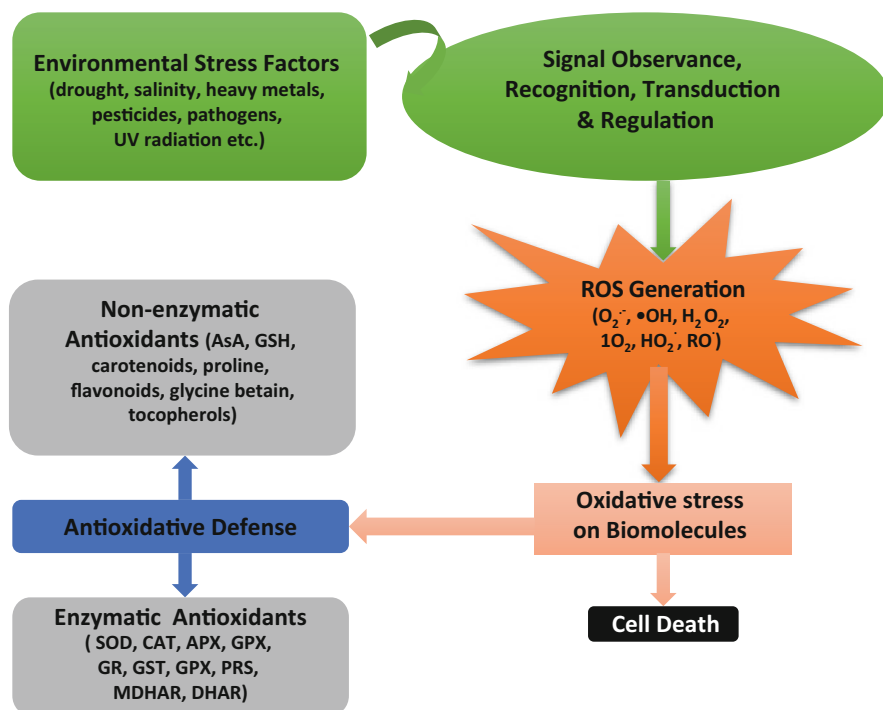 Environmental Stress Factors
(drought, salinity, heavy metals,
pesticides, pathogens,
UV radiation etc.)
Signal Observance,
Recognition, Transduction
& Regulation
ROS Generation
(O₂·⁻, •OH, H₂ O₂,
1O₂, HO₂˙, RO˙)
Non-enzymatic
Antioxidants (AsA, GSH,
carotenoids, proline,
flavonoids, glycine betain,
tocopherols)
Oxidative stress
on Biomolecules
Antioxidative Defense
Enzymatic Antioxidants
( SOD, CAT, APX, GPX,
GR, GST, GPX, PRS,
MDHAR, DHAR)
Cell Death